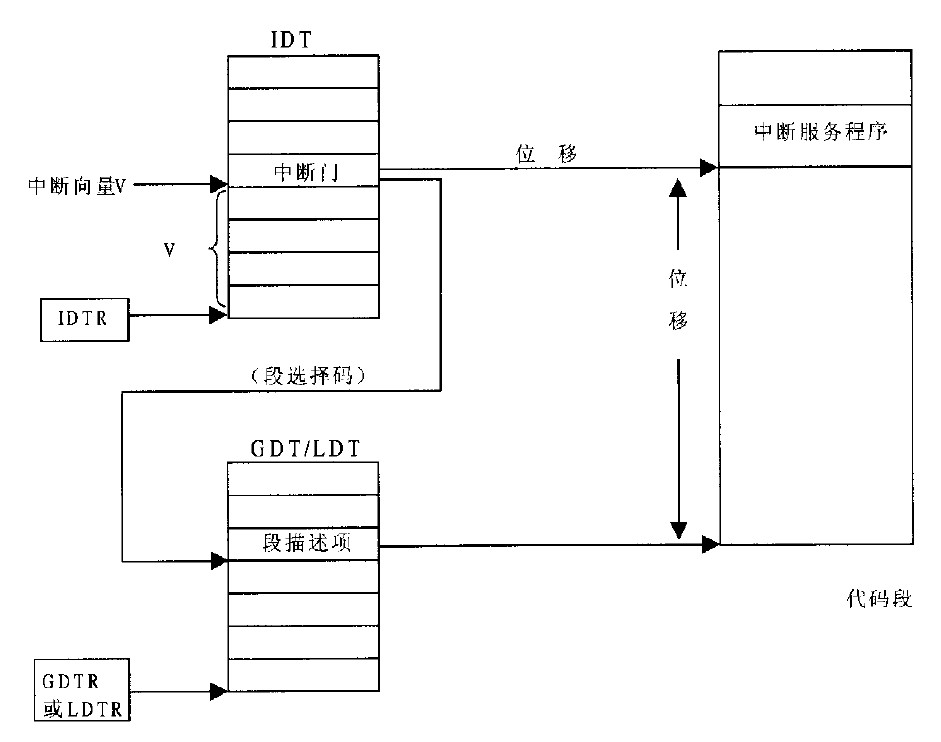 IDT
中断服务程序
位 移
中断门
中断向量V
V
位
移
IDTR
(段选择码)
GDT/LDT
段描述项
代码段
GDTR
或LDTR